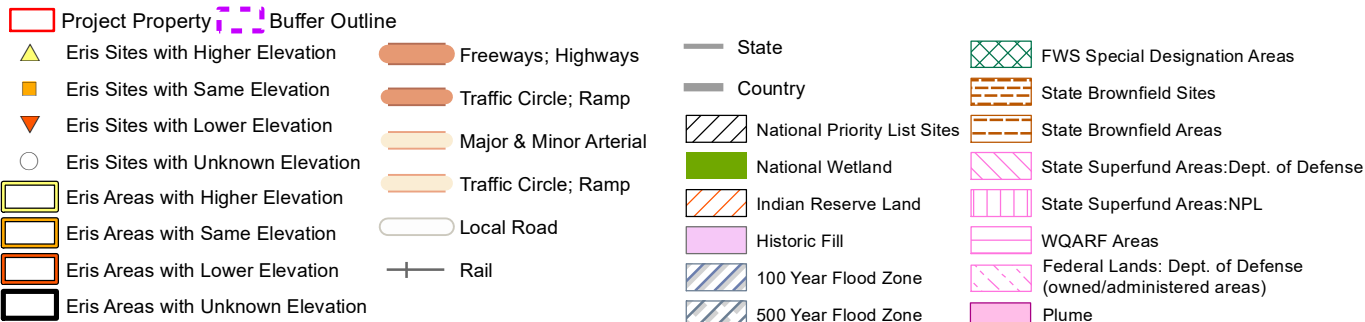 Project Property
Buffer Outline
Eris Sites with Higher Elevation
Eris Sites with Same Elevation
Eris Sites with Lower Elevation
Eris Sites with Unknown Elevation
Eris Areas with Higher Elevation
Eris Areas with Same Elevation
Eris Areas with Lower Elevation
Eris Areas with Unknown Elevation
Freeways; Highways
Traffic Circle; Ramp
Major & Minor Arterial
Traffic Circle; Ramp
Local Road
Rail
State
Country
National Priority List Sites
National Wetland
Indian Reserve Land
Historic Fill
100 Year Flood Zone
500 Year Flood Zone
FWS Special Designation Areas
State Brownfield Sites
State Brownfield Areas
State Superfund Areas:Dept. of Defense
State Superfund Areas:NPL
WQARF Areas
Federal Lands: Dept. of Defense
(owned/administered areas)
Plume